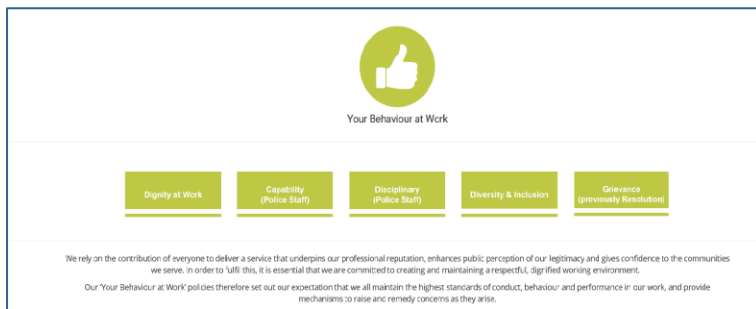 Your Behaviour at Work
Dignity at Work
Capability
(Police Staff)
Disciplinary
(Police Staff)
Diversity & Inclusion
Grievance
(previously Resolution)
We rely on the contribution of everyone to deliver a service that underpins our professional reputation, enhances public perception of our legitimacy and gives confidence to the communities
we serve. In order to fulfil this, it is essential that we are committed to creating and maintaining a respectful, dignified working environment.
Our 'Your Behaviour at Work' policies therefore set out our expectation that we all maintain the highest standards of conduct, behaviour and performance in our work, and provide
mechanisms to raise and remedy concerns as they arise.